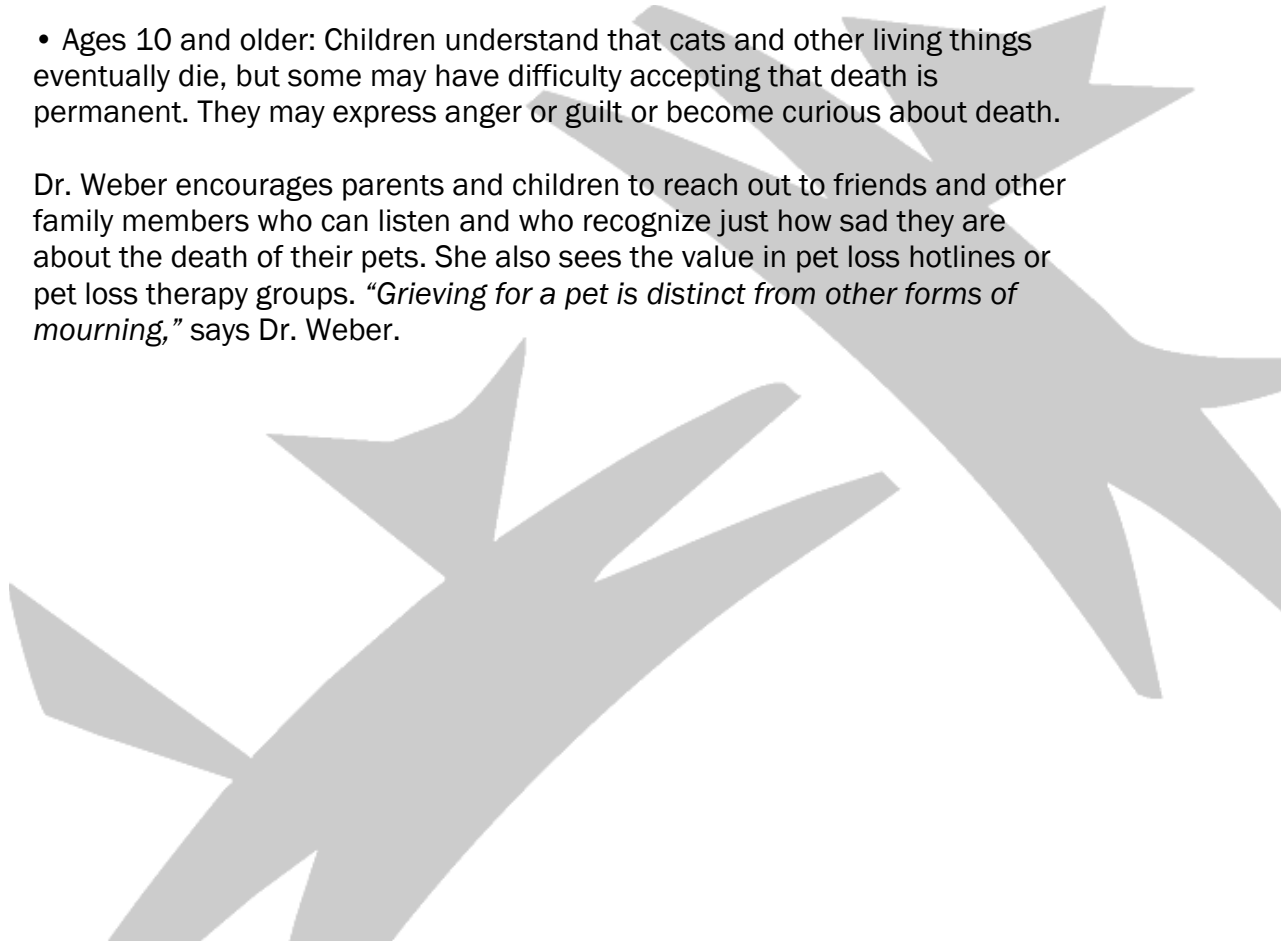 • Ages 10 and older: Children understand that cats and other living things
eventually die, but some may have difficulty accepting that death is
permanent. They may express anger or guilt or become curious about death.
Dr. Weber encourages parents and children to reach out to friends and other
family members who can listen and who recognize just how sad they are
about the death of their pets. She also sees the value in pet loss hotlines or
pet loss therapy groups. “Grieving for a pet is distinct from other forms of
mourning,” says Dr. Weber.